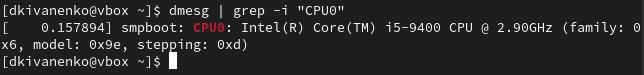 [dkivanenko@vbox ~]$ dmesg | grep -i "CPU0"
[    0.157894] smpboot: CPU0: Intel(R) Core(TM) i5-9400 CPU @ 2.90GHz (family: 0
x6, model: 0x9e, stepping: 0xd)
[dkivanenko@vbox ~]$